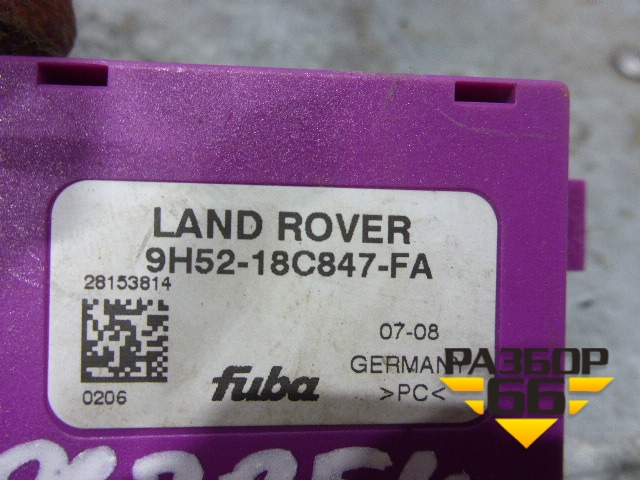 LAND ROVER
9H52-18C847-FA
28153814
07-08
GERMANY
0206
fuba
>PC<
РАЗБОР
66